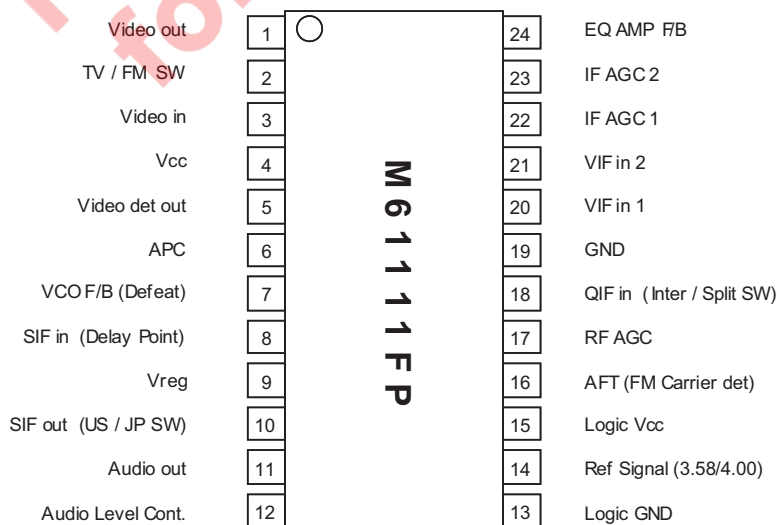 Video out 1 24 EQ AMP F/B
TV / FM SW 2 23 IF AGC 2
Video in 3 22 IF AGC 1
Vcc 4 21 VIF in 2
Video det out 5 20 VIF in 1
APC 6 19 GND
VCO F/B (Defeat) 7 18 QIF in ( Inter / Split SW)
SIF in (Delay Point) 8 17 RF AGC
Vreg 9 16 AFT (FM Carrier det)
SIF out (US / JP SW) 10 15 Logic Vcc
Audio out 11 14 Ref Signal (3.58/4.00)
Audio Level Cont. 12 13 Logic GND
M61111FP